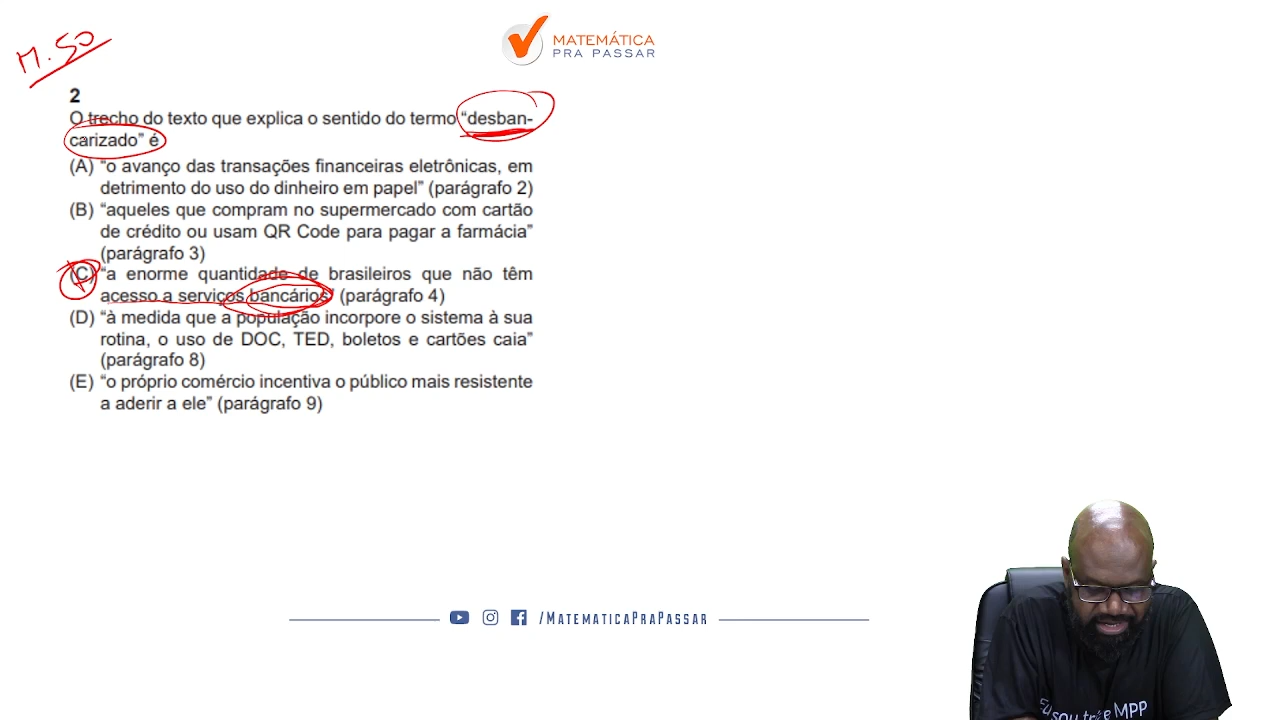 M. 50
MATEMÁTICA
PRA PASSAR
2
O trecho do texto que explica o sentido do termo “desban-
carizado” é
(A) “o avanço das transações financeiras eletrônicas, em
detrimento do uso do dinheiro em papel” (parágrafo 2)
(B) “aqueles que compram no supermercado com cartão
de crédito ou usam QR Code para pagar a farmácia”
(parágrafo 3)
(C) “a enorme quantidade de brasileiros que não têm
acesso a serviços bancários” (parágrafo 4)
(D) “à medida que a população incorpore o sistema à sua
rotina, o uso de DOC, TED, boletos e cartões caia”
(parágrafo 8)
(E) “o próprio comércio incentiva o público mais resistente
a aderir a ele” (parágrafo 9)
/MATEMATICAPRAPASSAR
Eu sou
e MPP